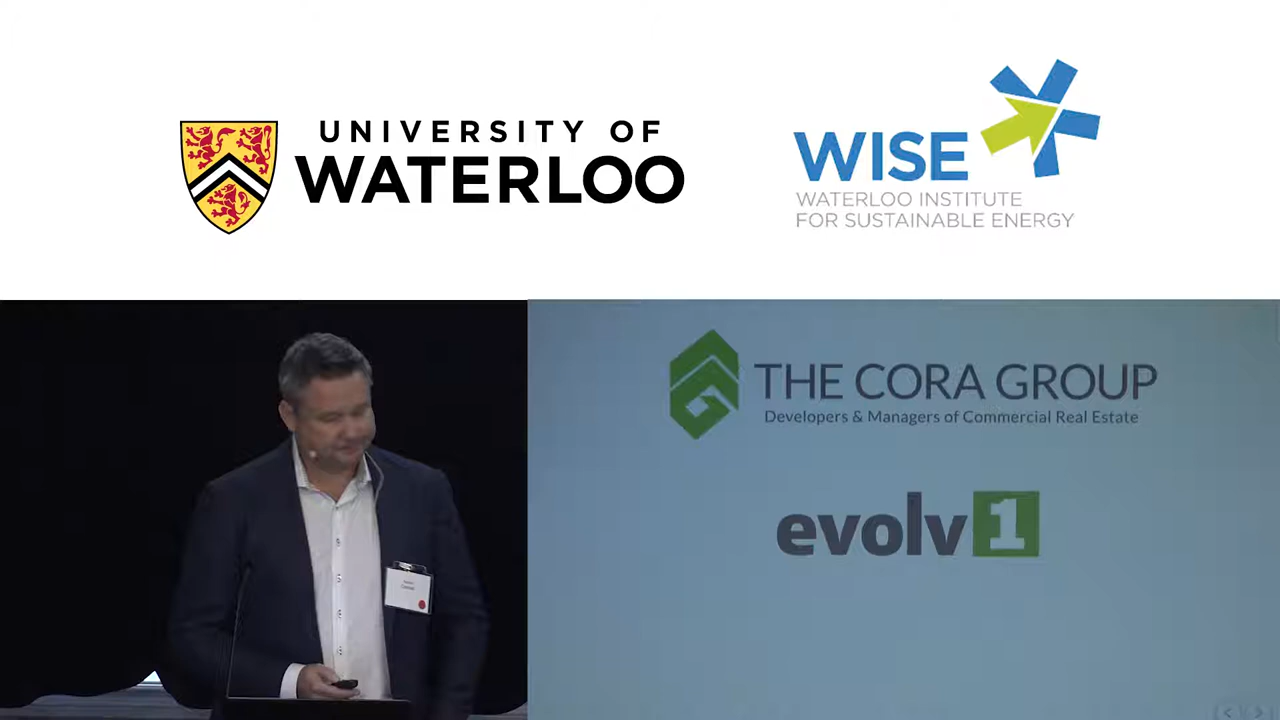 UNIVERSITY OF
WATERLOO
WISE
WATERLOO INSTITUTE
FOR SUSTAINABLE ENERGY
THE CORA GROUP
Developers & Managers of Commercial Real Estate
evolv1